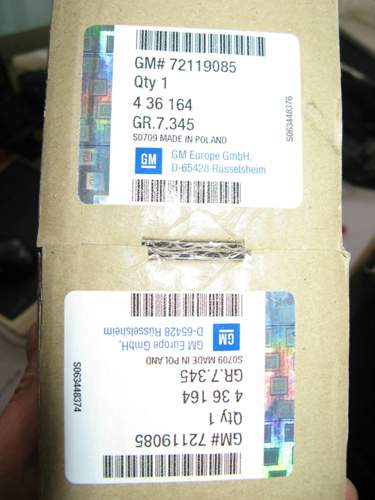 GM# 72119085
Qty 1
4 36 164
GR.7.345
S0709 MADE IN POLAND
GM
GM Europe GmbH,
D-65428 Rüsselsheim
S063448376
GM# 72119085
Qty 1
4 36 164
GR.7.345
S0709 MADE IN POLAND
GM
GM Europe GmbH,
D-65428 Rüsselsheim
S063448374